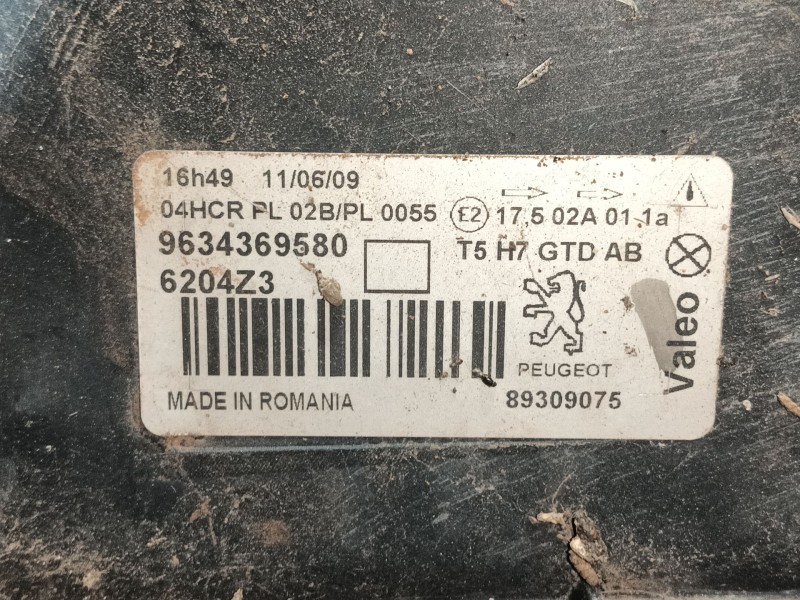 16h49 11/06/09
04HCR PL 02B/PL 0055 E2 17.5 02A 01.1a
9634369580 T5 H7 GTD AB
6204Z3
Valeo
PEUGEOT
MADE IN ROMANIA 89309075